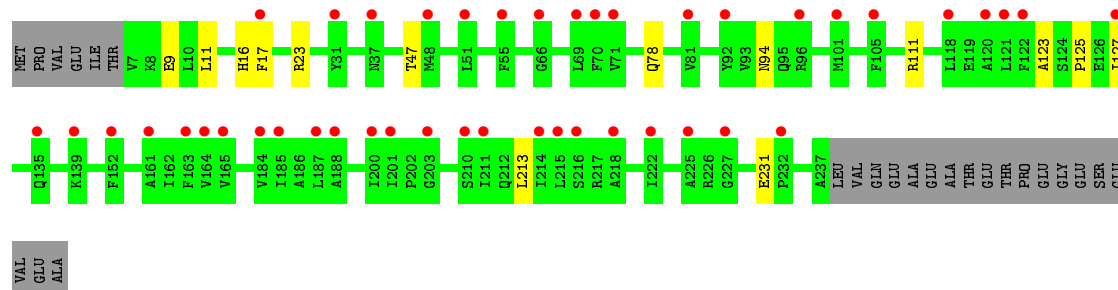 MET PRO VAL GLU ILE THR V7 K8 E9 L10 L11 H16 F17 R23 Y31 N37 T47 M48 L51 F55 G66 L69 F70 V71 Q78 V81 Y92 V93 N94 Q95 R96 M101 F105 R111 L118 E119 A120 L121 F122 A123 S124 P125 E126 I127
Q135 K139 F152 A161 I162 F163 V164 V165 V184 I185 A186 L187 A188 I200 I201 P202 G203 S210 I211 Q212 L213 I214 L215 S216 R217 A218 I222 A225 R226 G227 E231 P232 A237 LEU VAL GLN GLU ALA GLU ALA THR GLU THR PRO GLU GLY GLU SER GLU
VAL GLU ALA